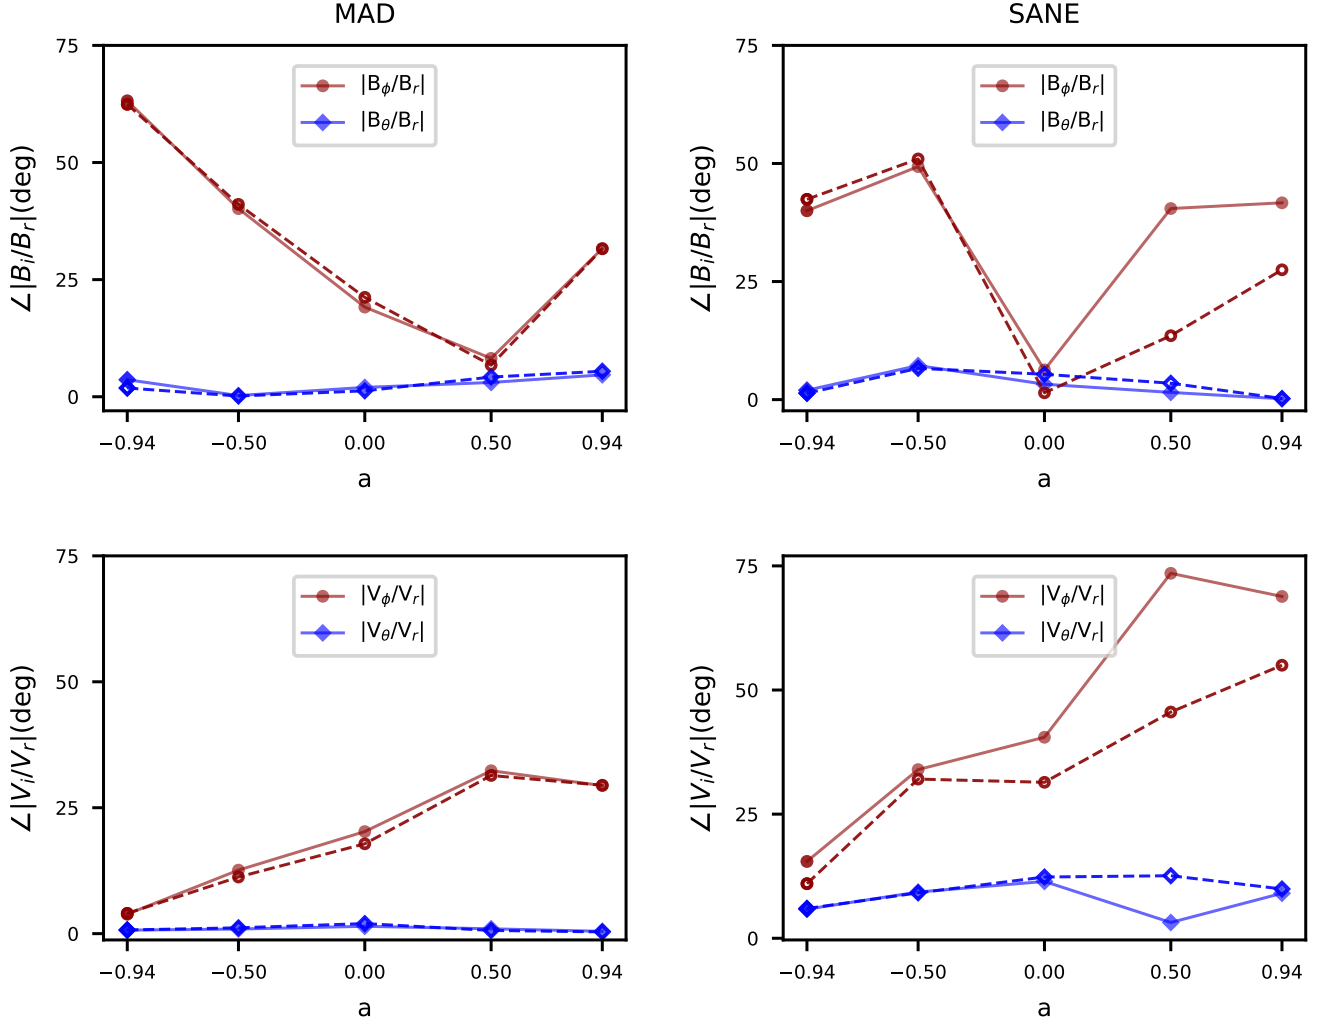 MAD
SANE
75
50
25
0
∠|B_i/B_r|(deg)
|B_ϕ/B_r|
|B_θ/B_r|
−0.94 −0.50 0.00 0.50 0.94
a
75
50
25
0
∠|B_i/B_r|(deg)
|B_ϕ/B_r|
|B_θ/B_r|
−0.94 −0.50 0.00 0.50 0.94
a
75
50
25
0
∠|V_i/V_r|(deg)
|V_ϕ/V_r|
|V_θ/V_r|
−0.94 −0.50 0.00 0.50 0.94
a
75
50
25
0
∠|V_i/V_r|(deg)
|V_ϕ/V_r|
|V_θ/V_r|
−0.94 −0.50 0.00 0.50 0.94
a